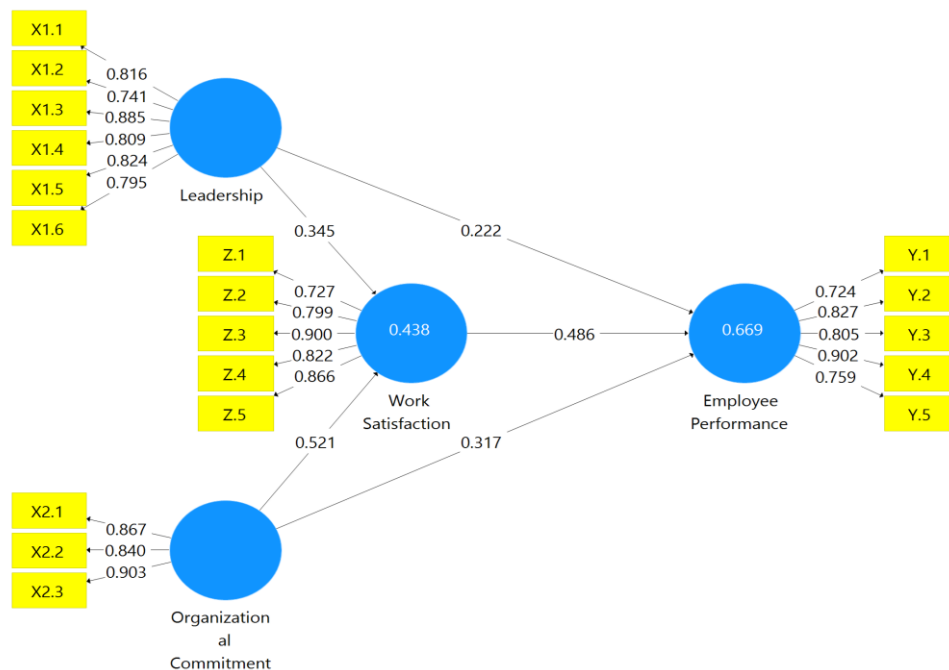 X1.1
X1.2
X1.3
X1.4
X1.5
X1.6
0.816
0.741
0.885
0.809
0.824
0.795
Leadership
0.345
0.222
Z.1
Z.2
Z.3
Z.4
Z.5
0.727
0.799
0.900
0.822
0.866
0.438
Work
Satisfaction
0.486
0.669
Employee
Performance
0.724
0.827
0.805
0.902
0.759
Y.1
Y.2
Y.3
Y.4
Y.5
0.521
0.317
X2.1
X2.2
X2.3
0.867
0.840
0.903
Organization
al
Commitment